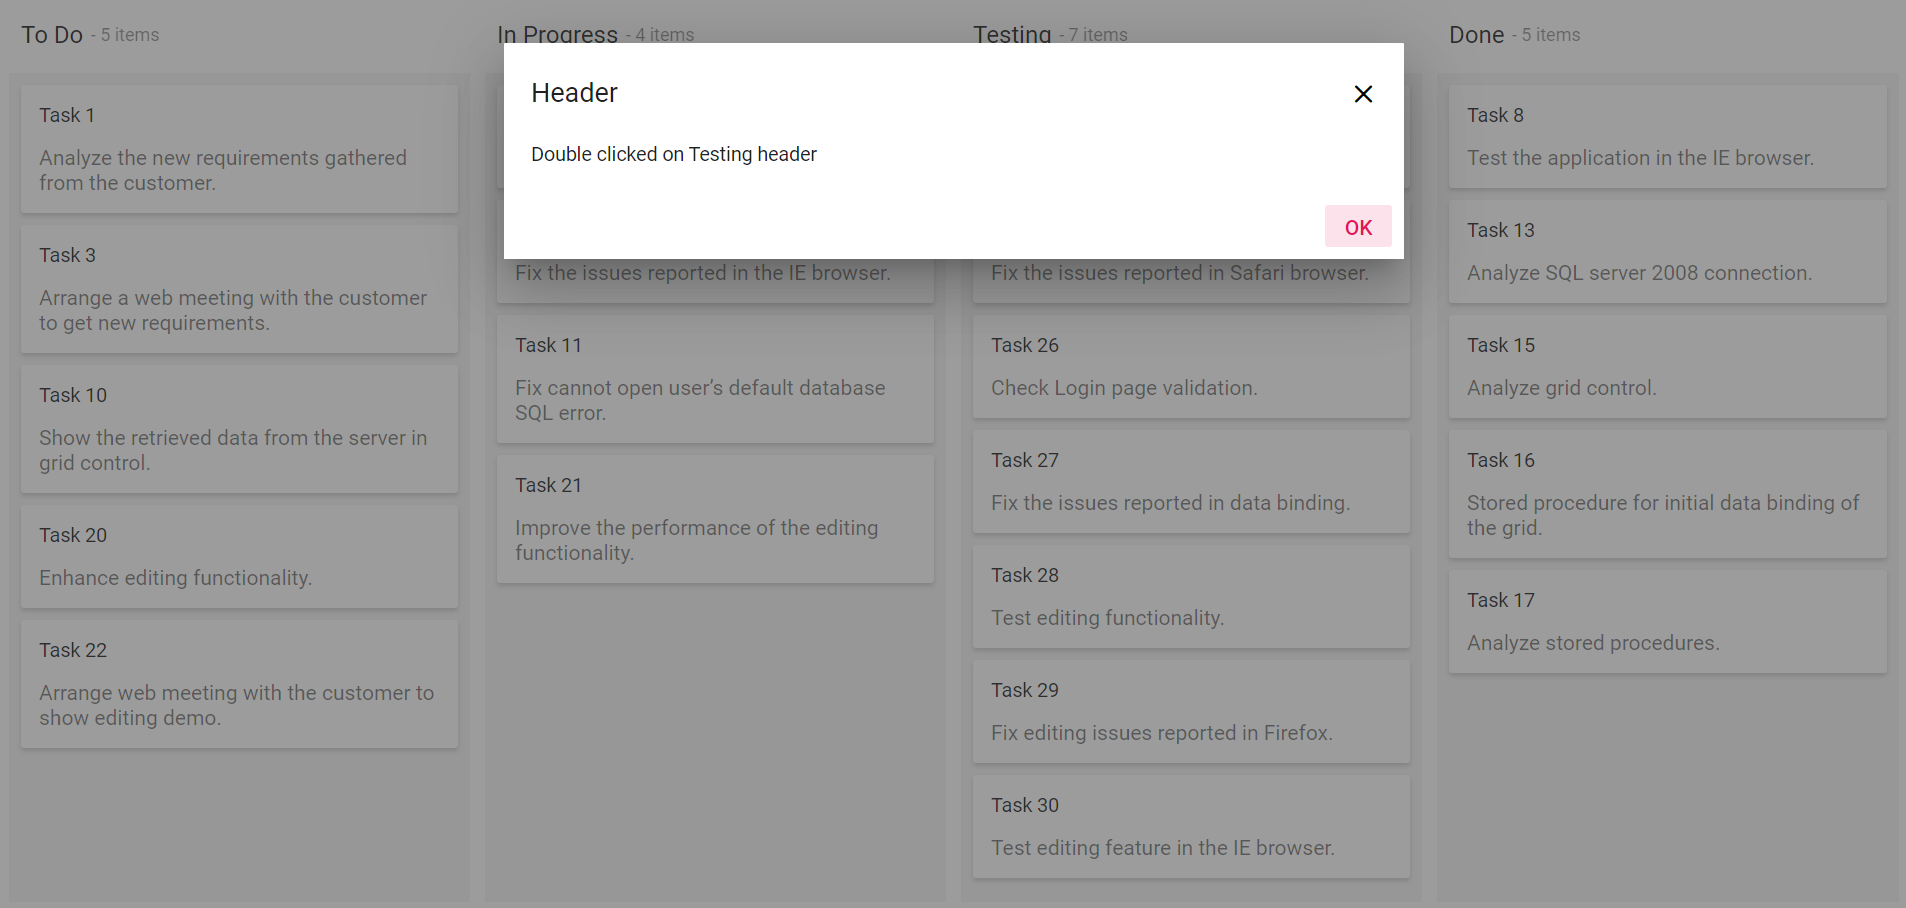 To Do - 5 items
Task 1
Analyze the new requirements gathered
from the customer.
Task 3
Arrange a web meeting with the customer
to get new requirements.
Task 10
Show the retrieved data from the server in
grid control.
Task 20
Enhance editing functionality.
Task 22
Arrange web meeting with the customer to
show editing demo.
In Progress - 4 items
Fix the issues reported in the IE browser.
Task 11
Fix cannot open user’s default database
SQL error.
Task 21
Improve the performance of the editing
functionality.
Testing - 7 items
Fix the issues reported in Safari browser.
Task 26
Check Login page validation.
Task 27
Fix the issues reported in data binding.
Task 28
Test editing functionality.
Task 29
Fix editing issues reported in Firefox.
Task 30
Test editing feature in the IE browser.
Done - 5 items
Task 8
Test the application in the IE browser.
Task 13
Analyze SQL server 2008 connection.
Task 15
Analyze grid control.
Task 16
Stored procedure for initial data binding of
the grid.
Task 17
Analyze stored procedures.
Header
Double clicked on Testing header
OK